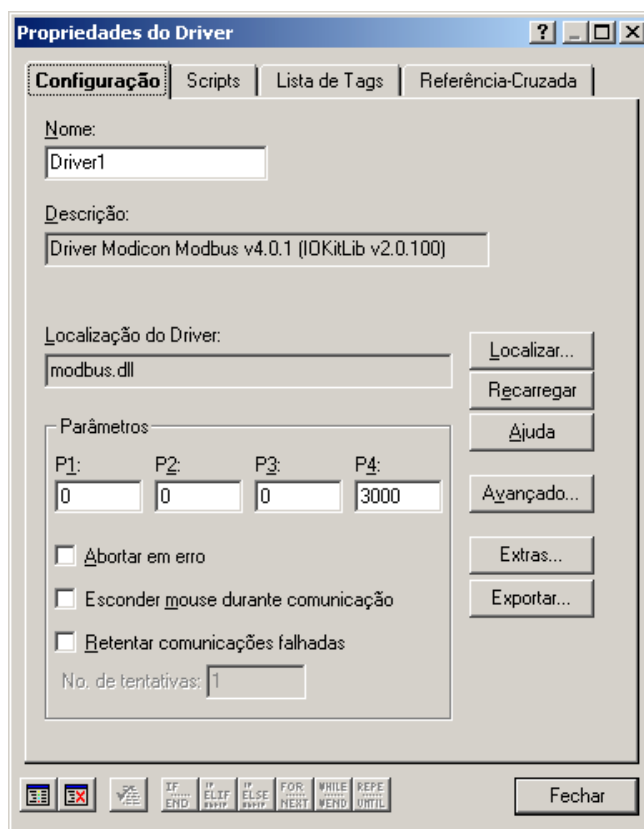 Propriedades do Driver
Configuração Scripts Lista de Tags Referência-Cruzada
Nome:
Driver1
Descrição:
Driver Modicon Modbus v4.0.1 (IOKitLib v2.0.100)
Localização do Driver:
modbus.dll
Localizar...
Recarregar
Ajuda
Avançado...
Extras...
Exportar...
Parâmetros
P1: P2: P3: P4:
0 0 0 3000
Abortar em erro
Esconder mouse durante comunicação
Retentar comunicações falhadas
No. de tentativas: 1
IF END IF ELIF IF ELSE FOR NEXT WHILE WEND REPE UNTIL
Fechar